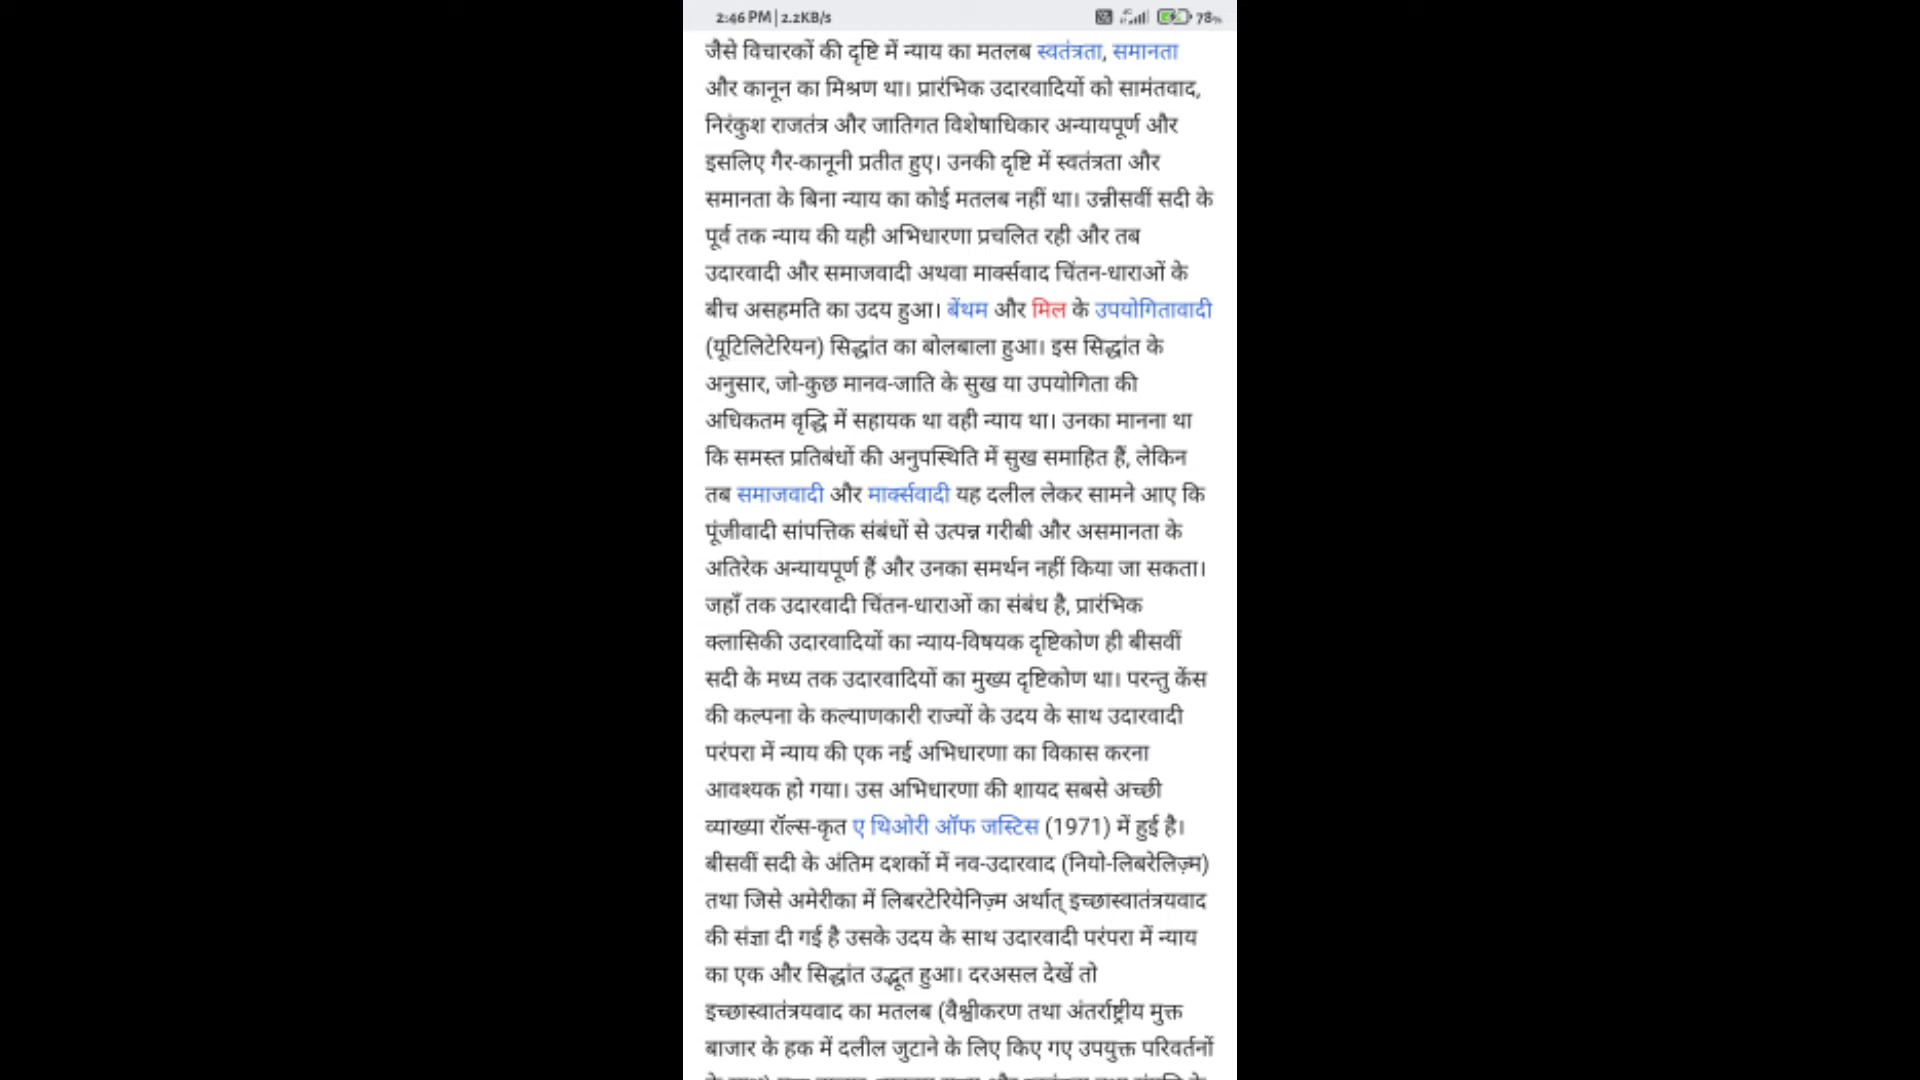 2:46 PM | 2.2KB/s 78%
जैसे विचारकों की दृष्टि में न्याय का मतलब स्वतंत्रता, समानता
और कानून का मिश्रण था। प्रारंभिक उदारवादियों को सामंतवाद,
निरंकुश राजतंत्र और जातिगत विशेषाधिकार अन्यायपूर्ण और
इसलिए गैर-कानूनी प्रतीत हुए। उनकी दृष्टि में स्वतंत्रता और
समानता के बिना न्याय का कोई मतलब नहीं था। उन्नीसवीं सदी के
पूर्व तक न्याय की यही अभिधारणा प्रचलित रही और तब
उदारवादी और समाजवादी अथवा मार्क्सवाद चिंतन-धाराओं के
बीच असहमति का उदय हुआ। बेंथम और मिल के उपयोगितावादी
(यूटिलिटेरियन) सिद्धांत का बोलबाला हुआ। इस सिद्धांत के
अनुसार, जो-कुछ मानव-जाति के सुख या उपयोगिता की
अधिकतम वृद्धि में सहायक था वही न्याय था। उनका मानना था
कि समस्त प्रतिबंधों की अनुपस्थिति में सुख समाहित हैं, लेकिन
तब समाजवादी और मार्क्सवादी यह दलील लेकर सामने आए कि
पूंजीवादी सांपत्तिक संबंधों से उत्पन्न गरीबी और असमानता के
अतिरेक अन्यायपूर्ण हैं और उनका समर्थन नहीं किया जा सकता।
जहाँ तक उदारवादी चिंतन-धाराओं का संबंध है, प्रारंभिक
क्लासिकी उदारवादियों का न्याय-विषयक दृष्टिकोण ही बीसवीं
सदी के मध्य तक उदारवादियों का मुख्य दृष्टिकोण था। परन्तु केंस
की कल्पना के कल्याणकारी राज्यों के उदय के साथ उदारवादी
परंपरा में न्याय की एक नई अभिधारणा का विकास करना
आवश्यक हो गया। उस अभिधारणा की शायद सबसे अच्छी
व्याख्या रॉल्स-कृत ए थिओरी ऑफ जस्टिस (1971) में हुई है।
बीसवीं सदी के अंतिम दशकों में नव-उदारवाद (नियो-लिबरेलिज़्म)
तथा जिसे अमेरीका में लिबरटेरियेनिज़्म अर्थात् इच्छास्वातंत्रयवाद
की संज्ञा दी गई है उसके उदय के साथ उदारवादी परंपरा में न्याय
का एक और सिद्धांत उद्भूत हुआ। दरअसल देखें तो
इच्छास्वातंत्रयवाद का मतलब (वैश्वीकरण तथा अंतर्राष्ट्रीय मुक्त
बाजार के हक में दलील जुटाने के लिए किए गए उपयुक्त परिवर्तनों